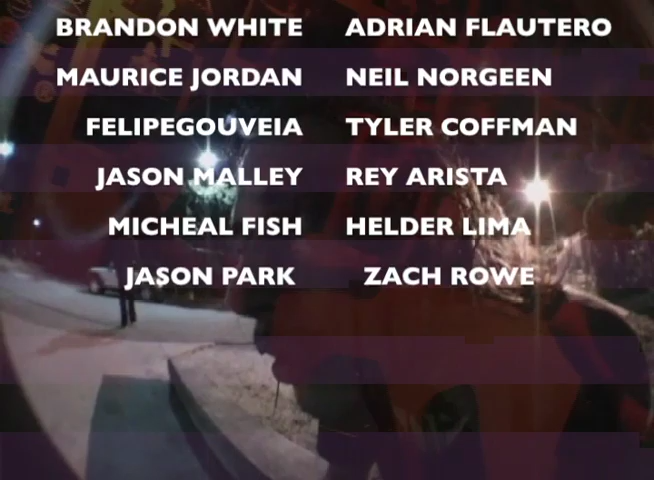 BRANDON WHITE ADRIAN FLAUTERO
MAURICE JORDAN NEIL NORGEEN
FELIPEGOUVEIA TYLER COFFMAN
JASON MALLEY REY ARISTA
MICHEAL FISH HELDER LIMA
JASON PARK ZACH ROWE